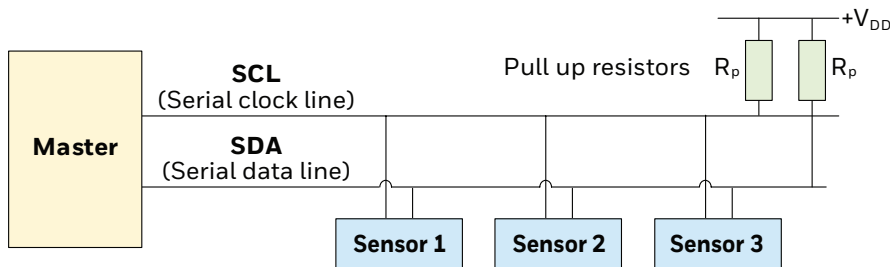 +V_DD
SCL
(Serial clock line)
Pull up resistors
Rₚ
Rₚ
Master
SDA
(Serial data line)
Sensor 1
Sensor 2
Sensor 3